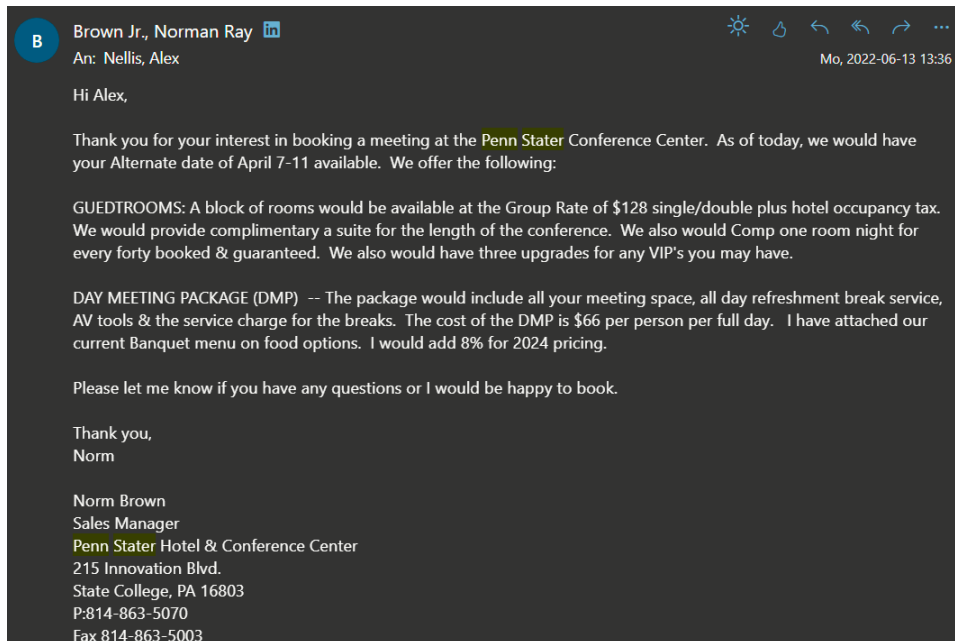 B
Brown Jr., Norman Ray in
An: Nellis, Alex
Mo, 2022-06-13 13:36
Hi Alex,
Thank you for your interest in booking a meeting at the Penn Stater Conference Center. As of today, we would have
your Alternate date of April 7-11 available. We offer the following:
GUEDTROOMS: A block of rooms would be available at the Group Rate of $128 single/double plus hotel occupancy tax.
We would provide complimentary a suite for the length of the conference. We also would Comp one room night for
every forty booked & guaranteed. We also would have three upgrades for any VIP's you may have.
DAY MEETING PACKAGE (DMP) -- The package would include all your meeting space, all day refreshment break service,
AV tools & the service charge for the breaks. The cost of the DMP is $66 per person per full day. I have attached our
current Banquet menu on food options. I would add 8% for 2024 pricing.
Please let me know if you have any questions or I would be happy to book.
Thank you,
Norm
Norm Brown
Sales Manager
Penn Stater Hotel & Conference Center
215 Innovation Blvd.
State College, PA 16803
P:814-863-5070
Fax 814-863-5003